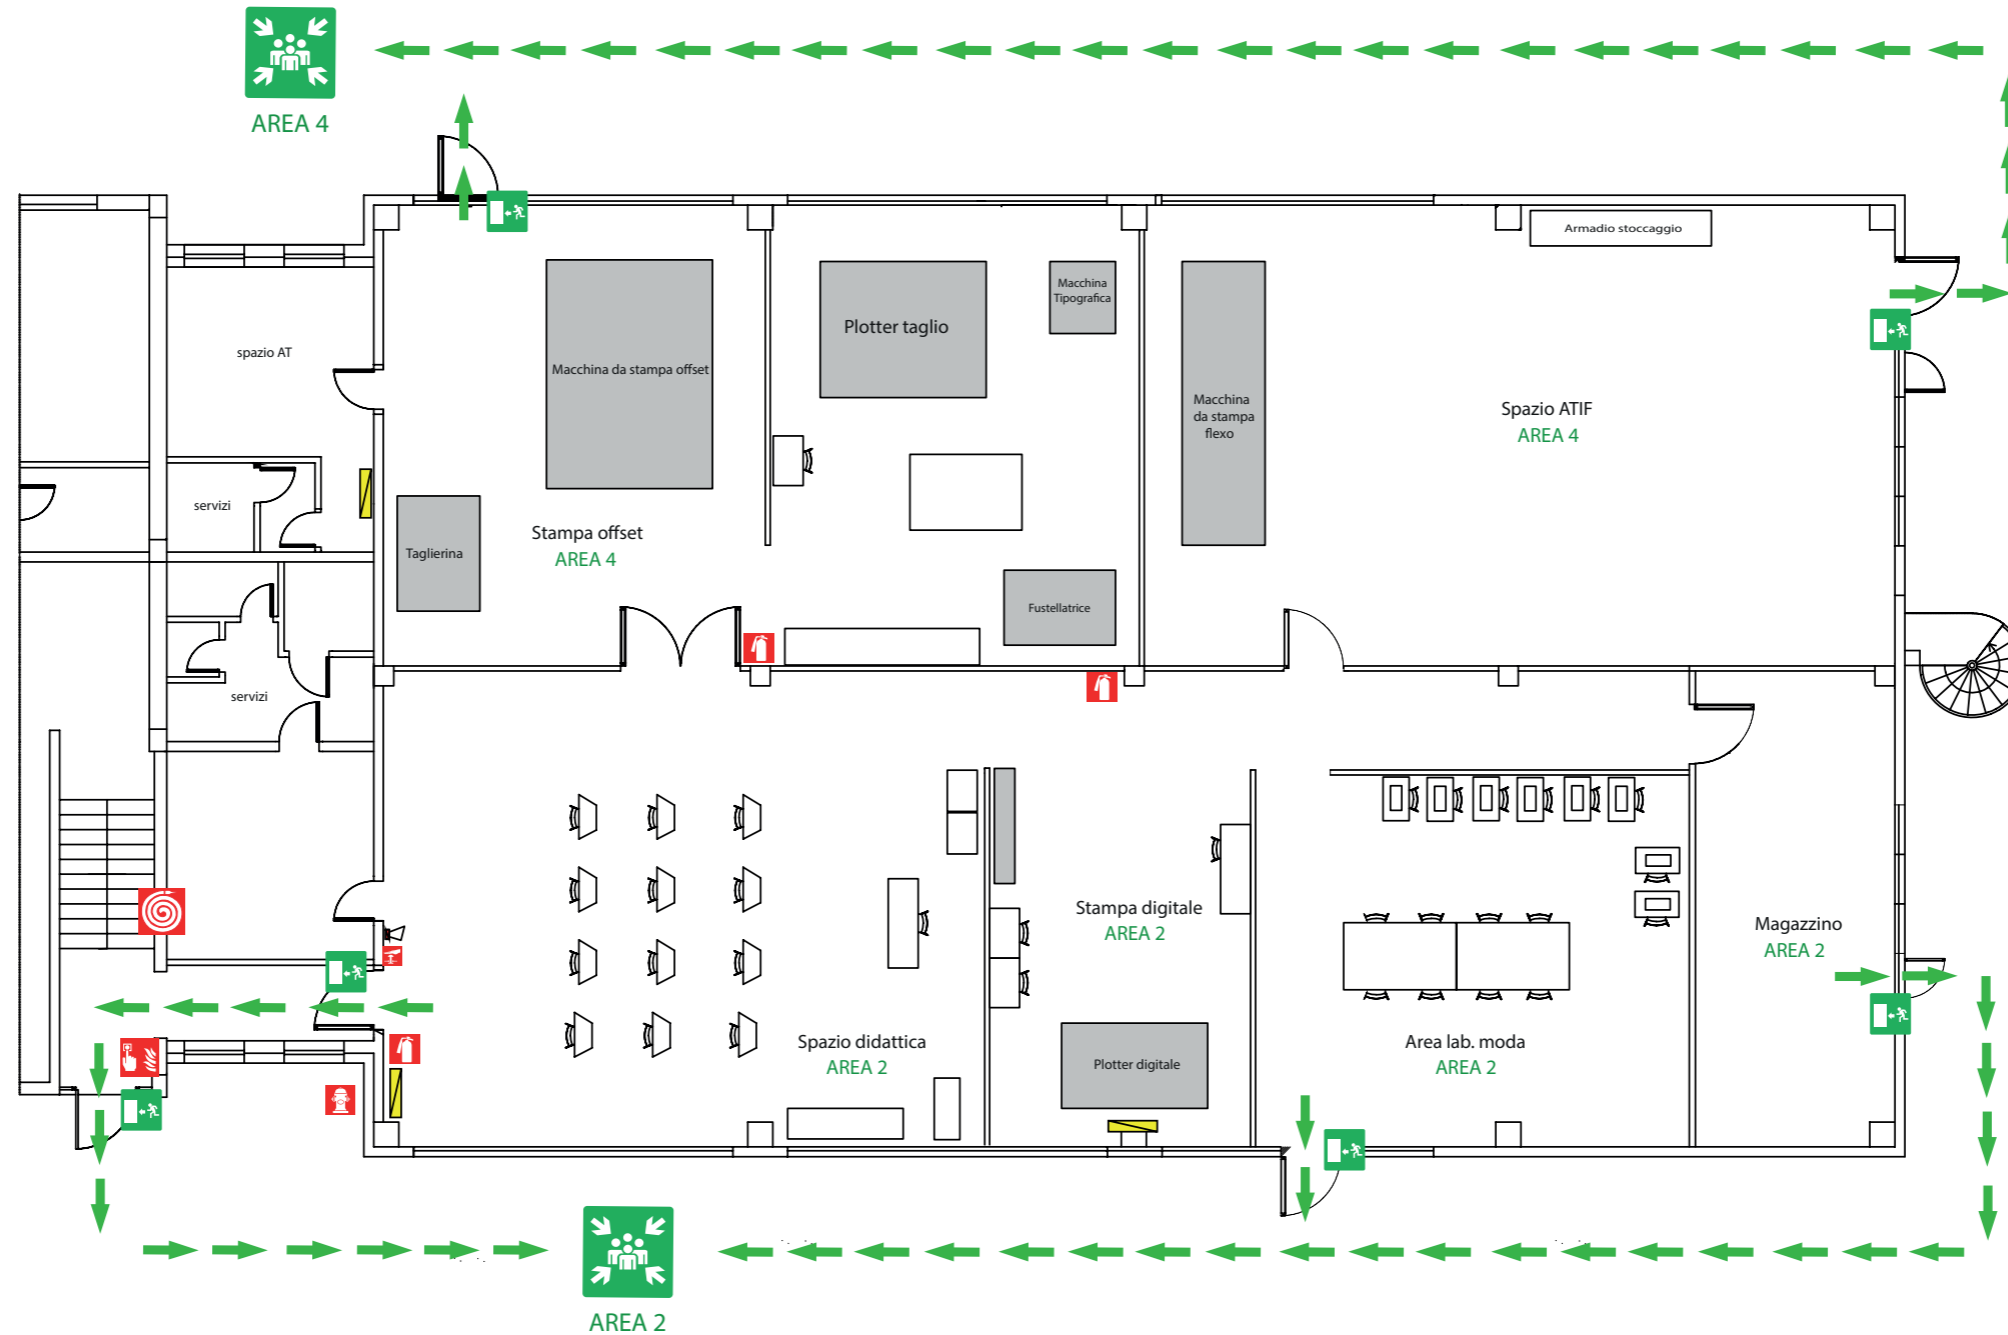 AREA 4
Armadio stoccaggio
Macchina
Tipografica
Plotter taglio
spazio AT
Macchina da stampa offset
Macchina
da stampa
flexo
Spazio ATIF
AREA 4
servizi
Stampa offset
AREA 4
Taglierina
Fustellatrice
servizi
Stampa digitale
AREA 2
Magazzino
AREA 2
Spazio didattica
AREA 2
Plotter digitale
Area lab. moda
AREA 2
AREA 2